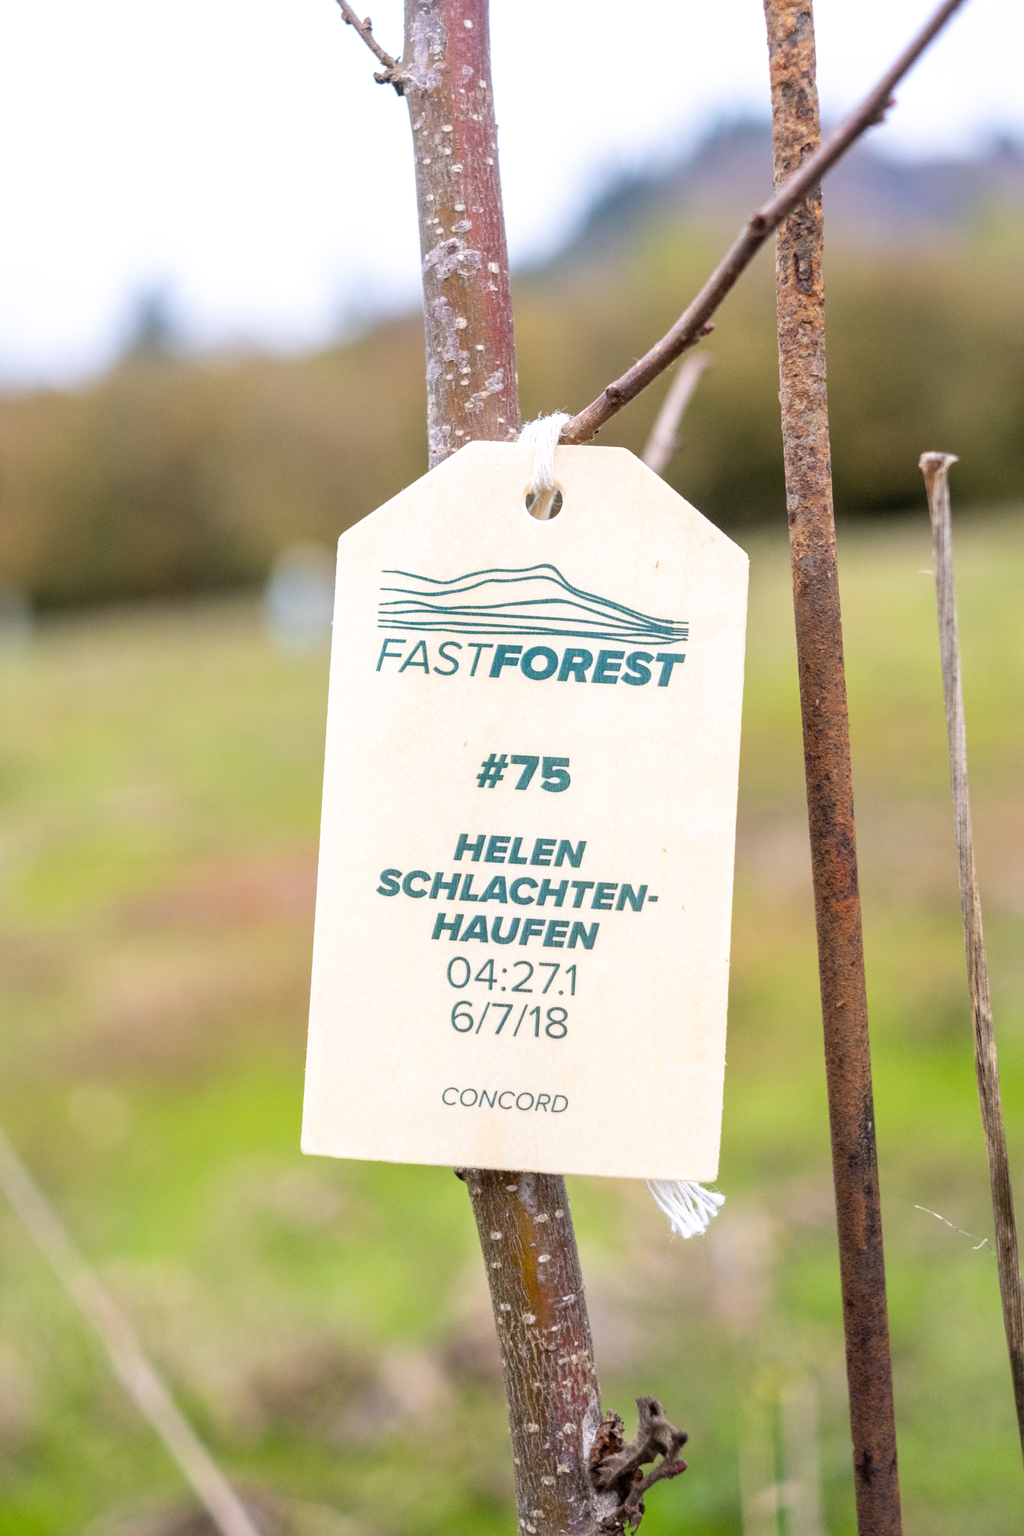 FASTFOREST
#75
HELEN
SCHLACHTEN-
HAUFEN
04:27.1
6/7/18
CONCORD